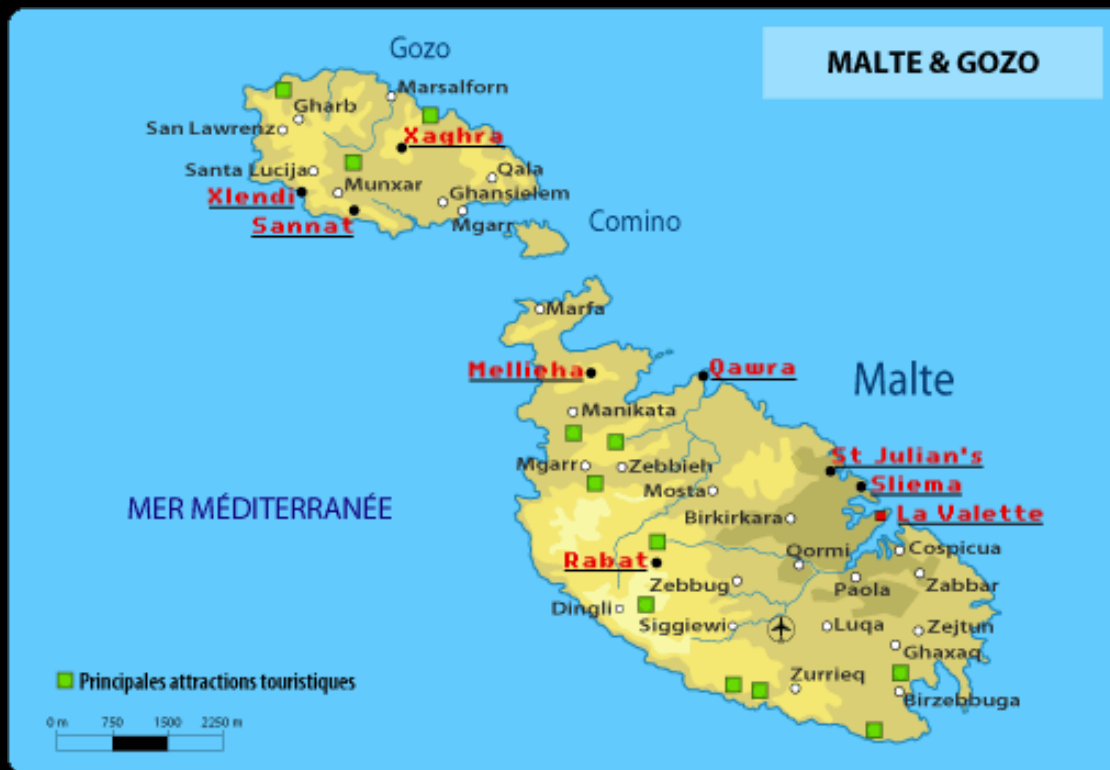 MALTE & GOZO
Gozo
Marsalforn
Gharb
San Lawrenz
Xaghra
Santa Lucija
Qala
Munxar
Xlendi
Ghansielem
Sannat
Mgarr
Comino
Marfa
Mellieha
Qawra
Malte
Manikata
St Julian's
Mgarr
Zebbieh
Sliema
Mosta
MER MÉDITERRANÉE
Birkirkara
La Valette
Qormi
Cospicua
Rabat
Zebbug
Paola
Zabbar
Dingli
Siggiewi
Luqa
Zejtun
Ghaxaq
Zurrieq
Principales attractions touristiques
Birzebbuga
0 m 750 1500 2250 m